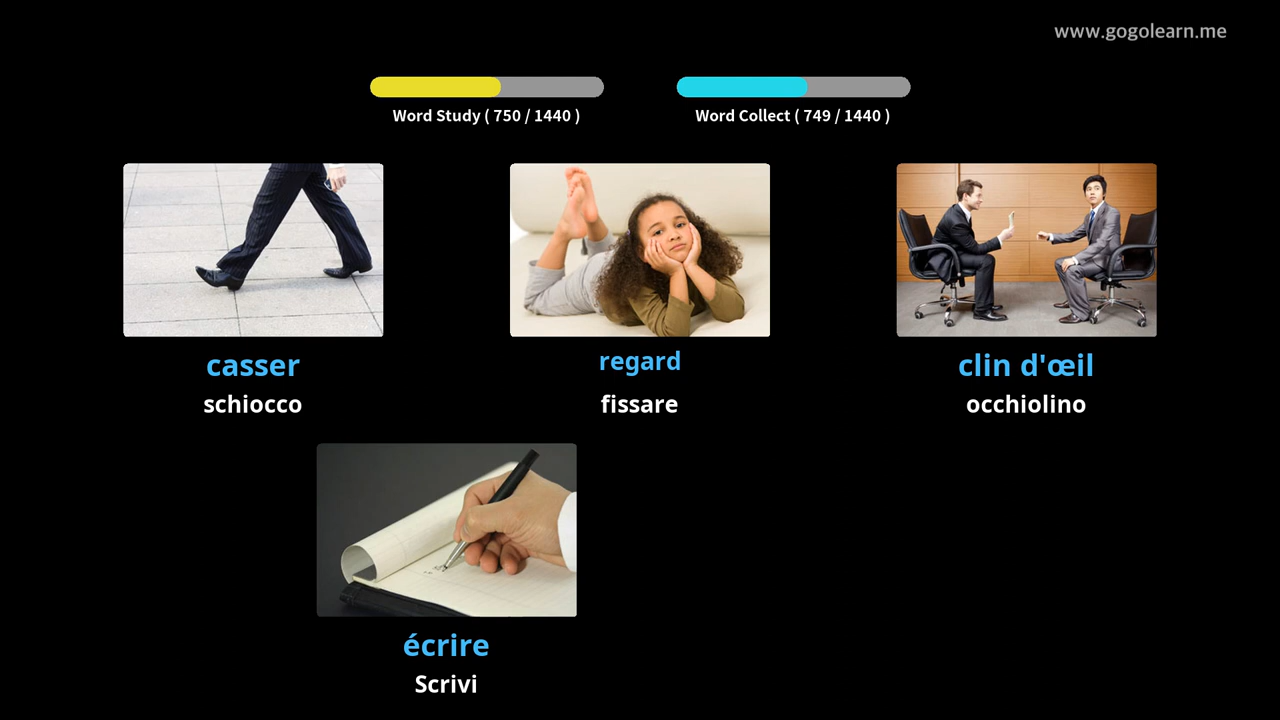 www.gogolearn.me
Word Study ( 750 / 1440 )
Word Collect ( 749 / 1440 )
casser
schiocco
regard
fissare
clin d'œil
occhiolino
écrire
Scrivi